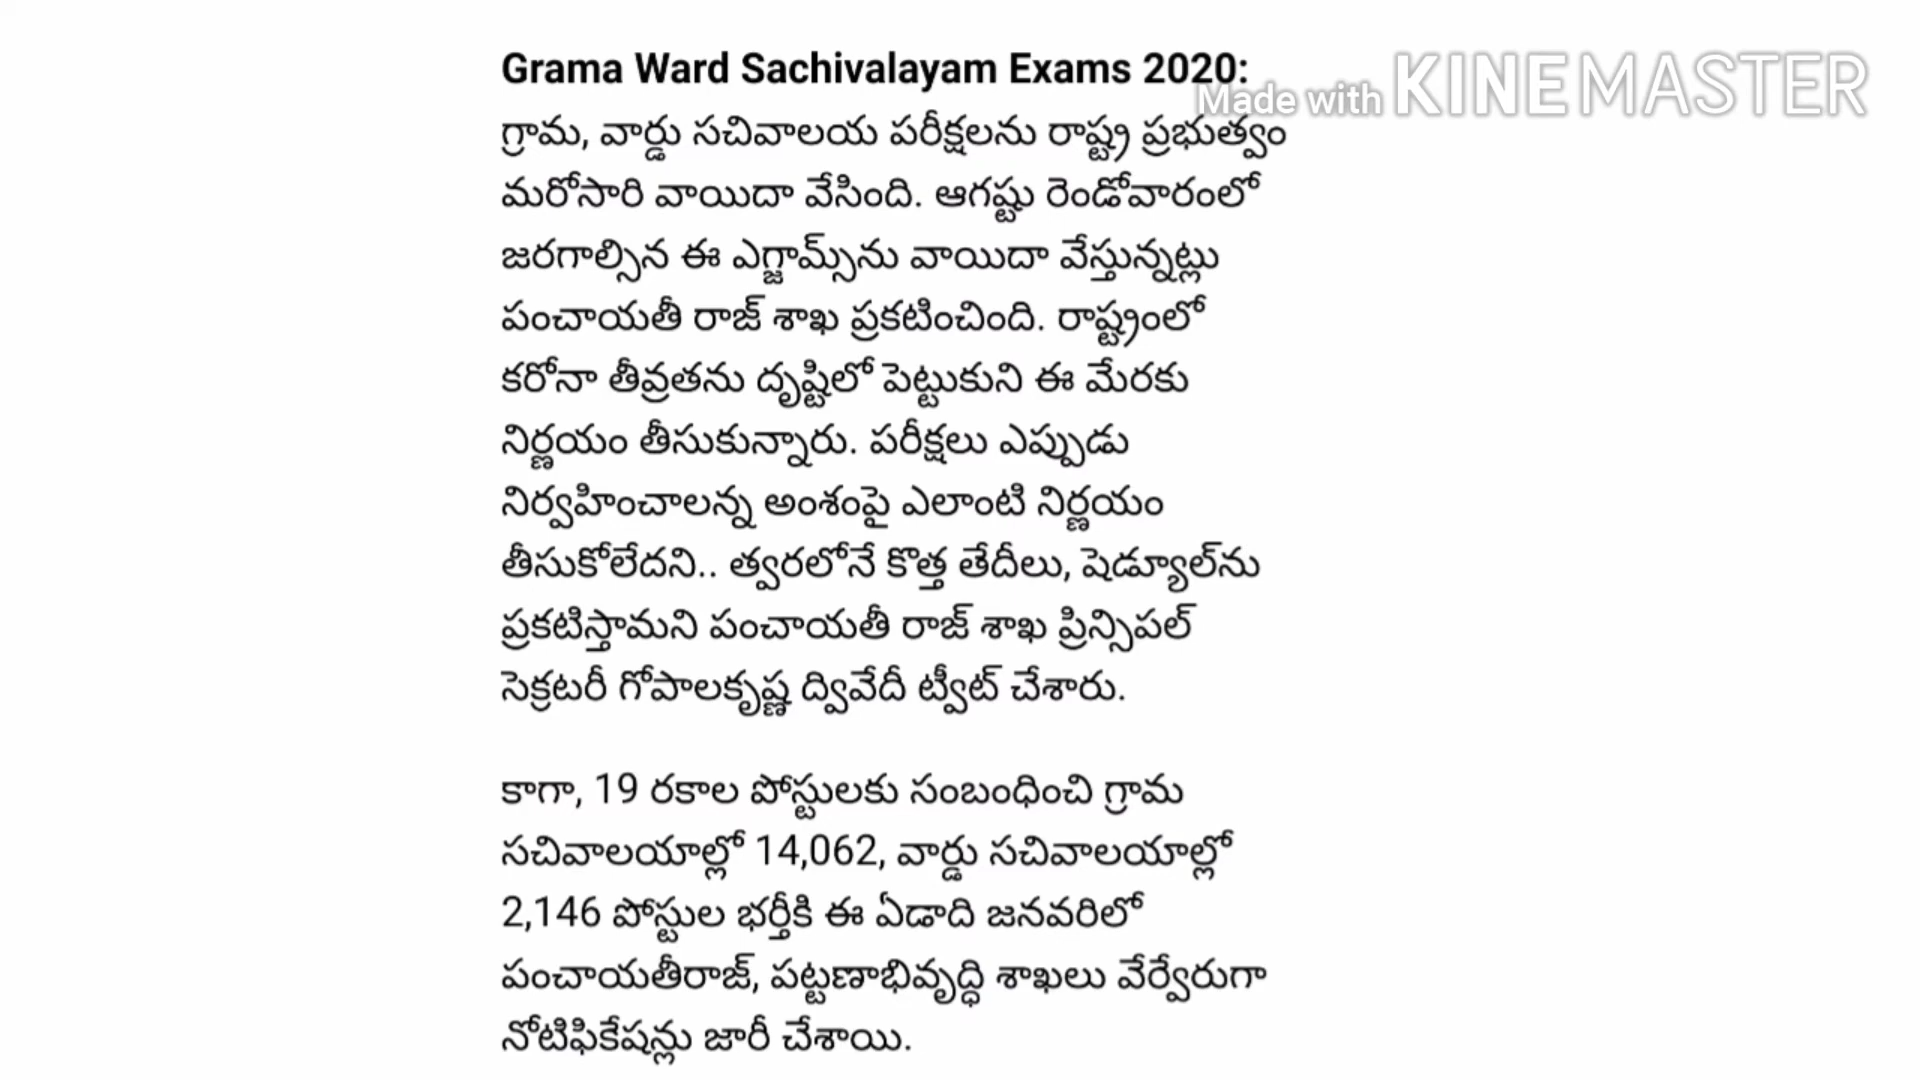 Grama Ward Sachivalayam Exams 2020:
Made with KINEMASTER
గ్రామ, వార్డు సచివాలయ పరీక్షలను రాష్ట్ర ప్రభుత్వం
మరోసారి వాయిదా వేసింది. ఆగష్టు రెండోవారంలో
జరగాల్సిన ఈ ఎగ్జామ్స్‌ను వాయిదా వేస్తున్నట్లు
పంచాయతీ రాజ్ శాఖ ప్రకటించింది. రాష్ట్రంలో
కరోనా తీవ్రతను దృష్టిలో పెట్టుకుని ఈ మేరకు
నిర్ణయం తీసుకున్నారు. పరీక్షలు ఎప్పుడు
నిర్వహించాలన్న అంశంపై ఎలాంటి నిర్ణయం
తీసుకోలేదని.. త్వరలోనే కొత్త తేదీలు, షెడ్యూల్‌ను
ప్రకటిస్తామని పంచాయతీ రాజ్ శాఖ ప్రిన్సిపల్
సెక్రటరీ గోపాలకృష్ణ ద్వివేదీ ట్వీట్ చేశారు.
కాగా, 19 రకాల పోస్టులకు సంబంధించి గ్రామ
సచివాలయాల్లో 14,062, వార్డు సచివాలయాల్లో
2,146 పోస్టుల భర్తీకి ఈ ఏడాది జనవరిలో
పంచాయతీరాజ్, పట్టణాభివృద్ధి శాఖలు వేర్వేరుగా
నోటిఫికేషన్లు జారీ చేశాయి.